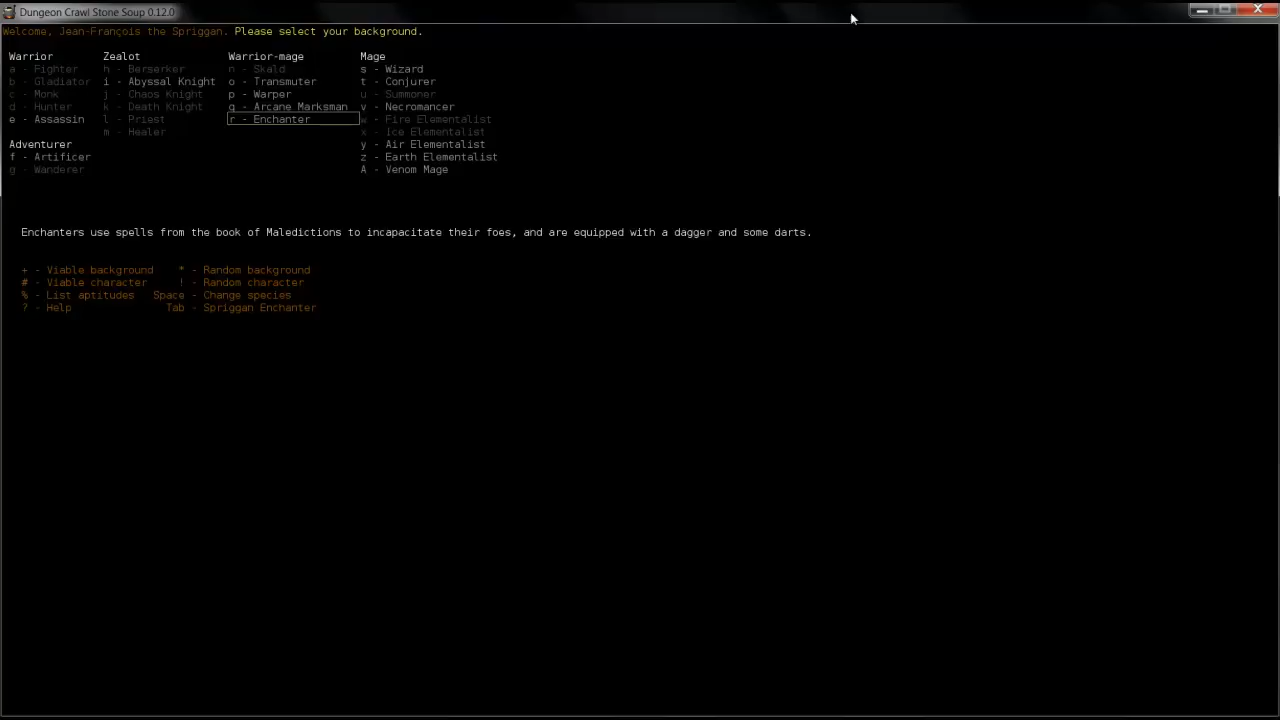 Dungeon Crawl Stone Soup 0.12.0
Welcome, Jean-François the Spriggan. Please select your background.
Warrior Zealot Warrior-mage Mage
a - Fighter h - Berserker n - Skald s - Wizard
b - Gladiator i - Abyssal Knight o - Transmuter t - Conjurer
c - Monk j - Chaos Knight p - Warper u - Summoner
d - Hunter k - Death Knight q - Arcane Marksman v - Necromancer
e - Assassin l - Priest r - Enchanter w - Fire Elementalist
m - Healer x - Ice Elementalist
Adventurer y - Air Elementalist
f - Artificer z - Earth Elementalist
g - Wanderer A - Venom Mage
Enchanters use spells from the book of Maledictions to incapacitate their foes, and are equipped with a dagger and some darts.
+ - Viable background * - Random background
# - Viable character ! - Random character
% - List aptitudes Space - Change species
? - Help Tab - Spriggan Enchanter